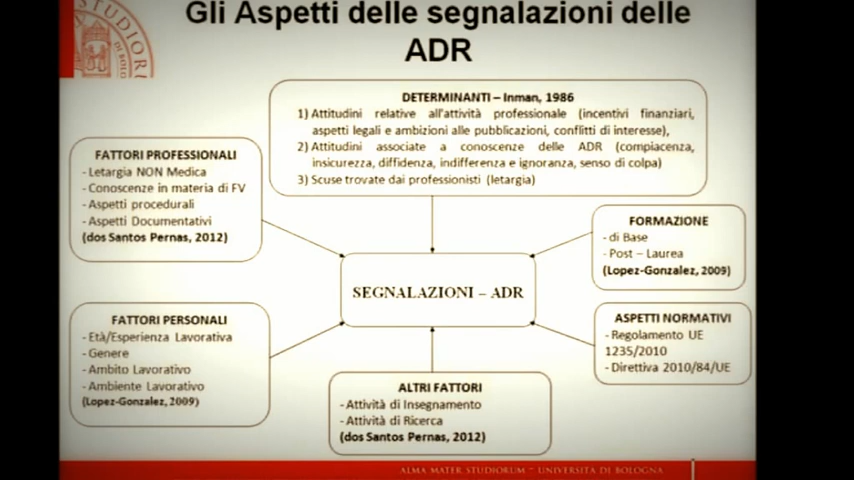 Gli Aspetti delle segnalazioni delle
ADR
DETERMINANTI – Inman, 1986
1) Attitudini relative all'attività professionale (incentivi finanziari,
aspetti legali e ambizioni alle pubblicazioni, conflitti di interesse),
2) Attitudini associate a conoscenze delle ADR (compiacenza,
insicurezza, diffidenza, indifferenza e ignoranza, senso di colpa)
3) Scuse trovate dai professionisti (letargia)
FATTORI PROFESSIONALI
- Letargia NON Medica
- Conoscenze in materia di FV
- Aspetti procedurali
- Aspetti Documentativi
(dos Santos Pernas, 2012)
FORMAZIONE
- di Base
- Post – Laurea
(Lopez-Gonzalez, 2009)
SEGNALAZIONI – ADR
FATTORI PERSONALI
- Età/Esperienza Lavorativa
- Genere
- Ambito Lavorativo
- Ambiente Lavorativo
(Lopez-Gonzalez, 2009)
ASPETTI NORMATIVI
- Regolamento UE
1235/2010
- Direttiva 2010/84/UE
ALTRI FATTORI
- Attività di Insegnamento
- Attività di Ricerca
(dos Santos Pernas, 2012)
ALMA MATER STUDIORUM ~ UNIVERSITÀ DI BOLOGNA